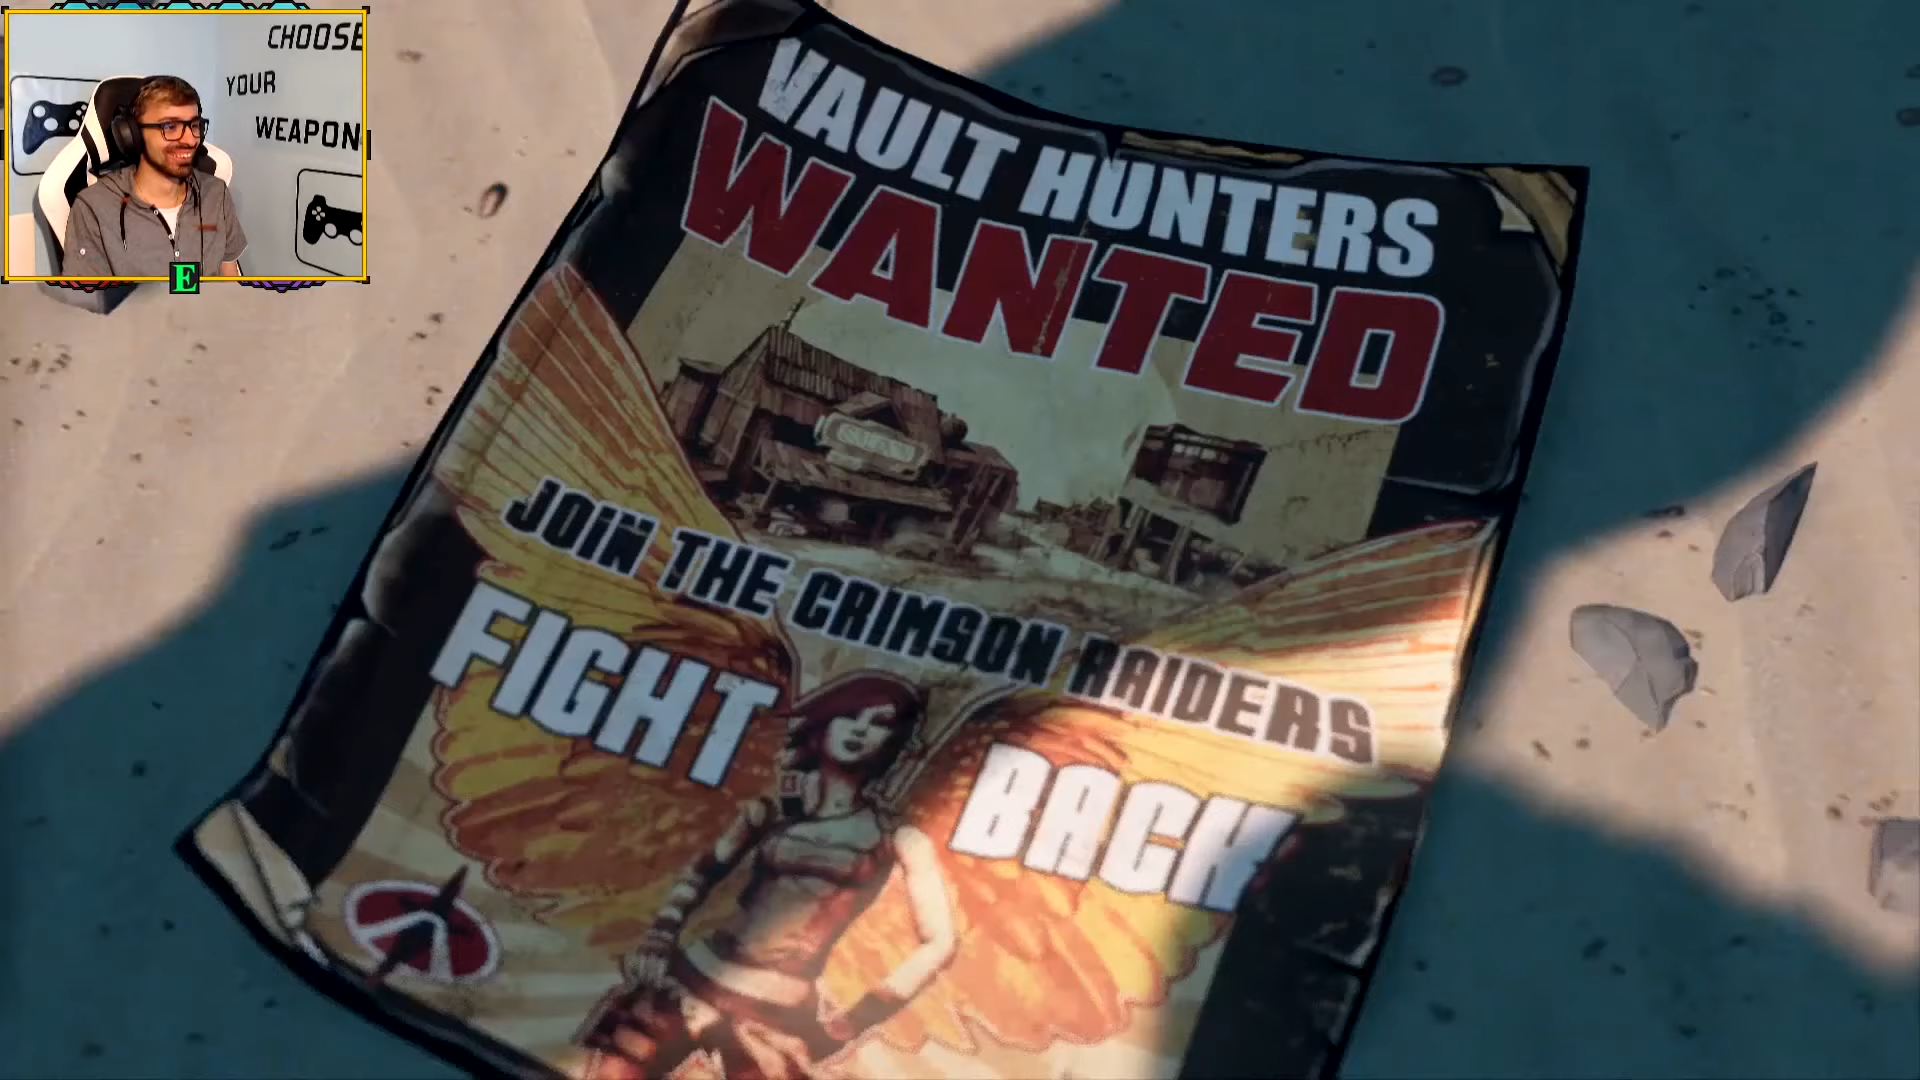 CHOOSE
YOUR
WEAPON
E
VAULT HUNTERS
WANTED
JOIN THE CRIMSON RAIDERS
FIGHT
BACK